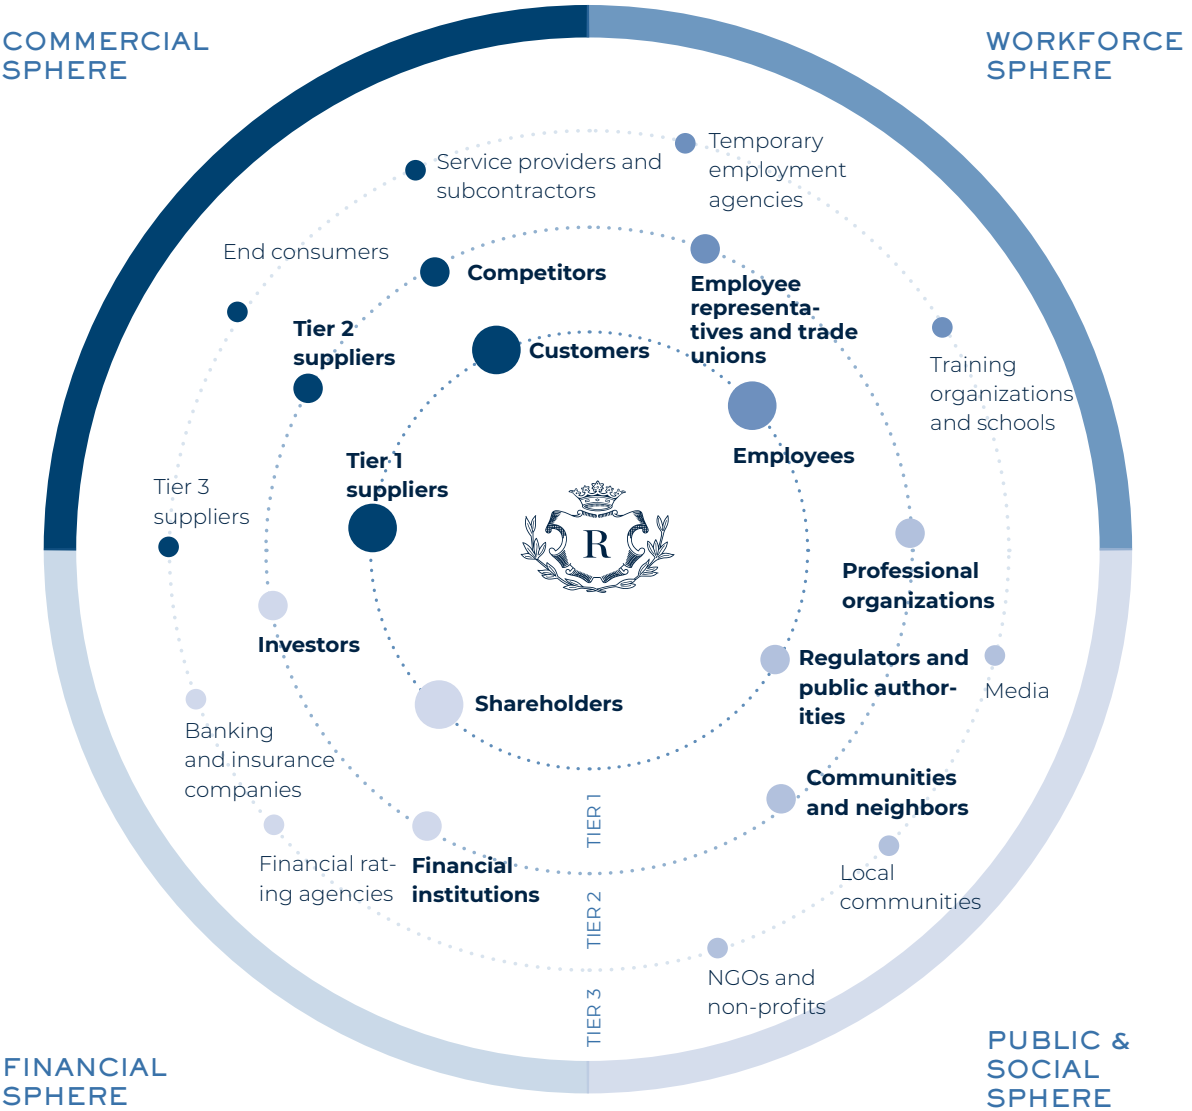 COMMERCIAL
SPHERE
WORKFORCE
SPHERE
Temporary
employment
agencies
Service providers and
subcontractors
End consumers
Competitors
Employee
representa-
tives and trade
unions
Tier 2
suppliers
Customers
Training
organizations
and schools
Employees
Tier 1
suppliers
Tier 3
suppliers
R
Professional
organizations
Investors
Regulators and
public author-
ities
Media
Shareholders
Banking
and insurance
companies
Communities
and neighbors
TIER 1
Financial rat-
ing agencies
Financial
institutions
Local
communities
TIER 2
NGOs and
non-profits
TIER 3
FINANCIAL
SPHERE
PUBLIC &
SOCIAL
SPHERE